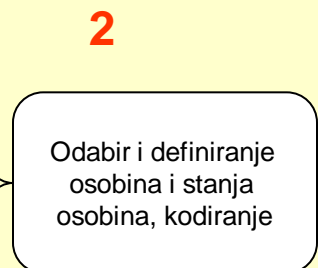 2
Odabir i definiranje
osobina i stanja
osobina, kodiranje